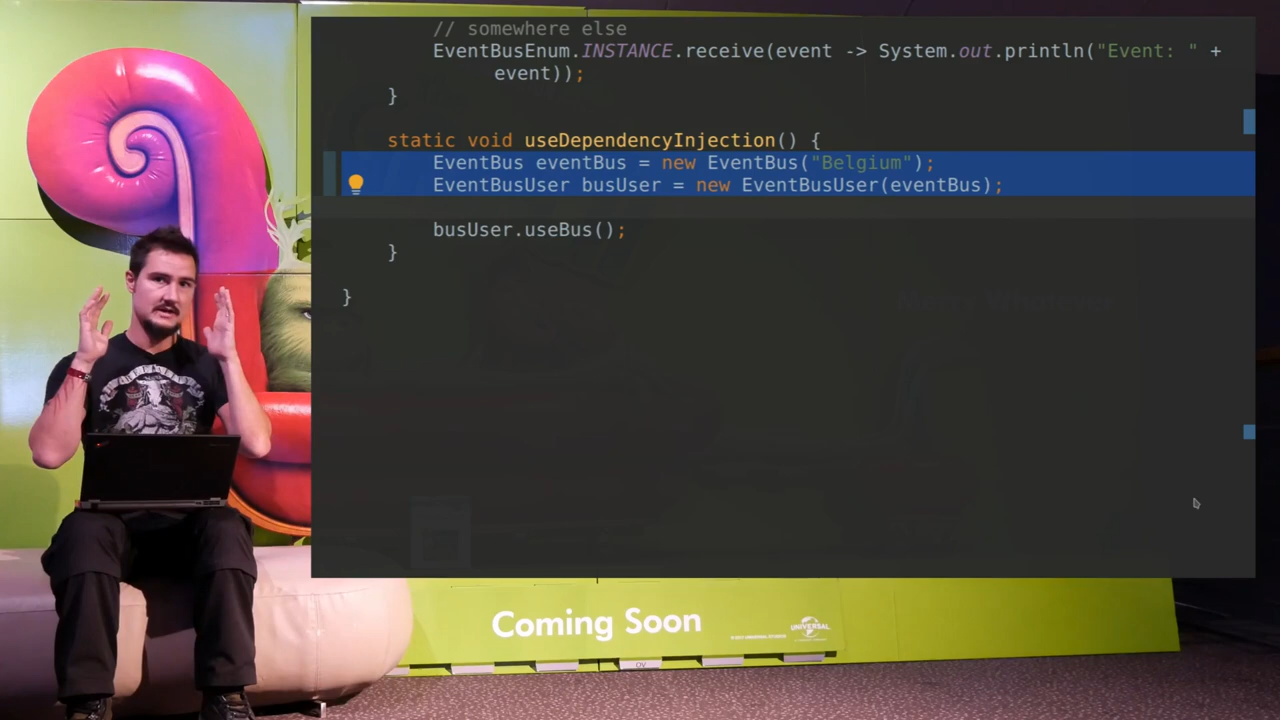 // somewhere else
EventBusEnum.INSTANCE.receive(event -> System.out.println("Event: " +
event));
}
static void useDependencyInjection() {
EventBus eventBus = new EventBus("Belgium");
EventBusUser busUser = new EventBusUser(eventBus);
busUser.useBus();
}
}
Coming Soon
UNIVERSAL
OV